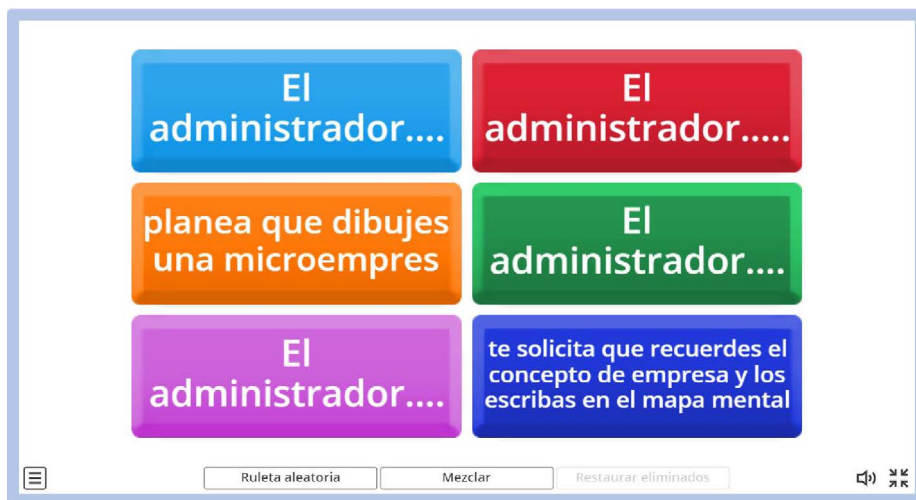 El
administrador....
El
administrador.....
planea que dibujes
una microempres
El
administrador....
El
administrador....
te solicita que recuerdes el
concepto de empresa y los
escribas en el mapa mental
Ruleta aleatoria
Mezclar
Restaurar eliminados